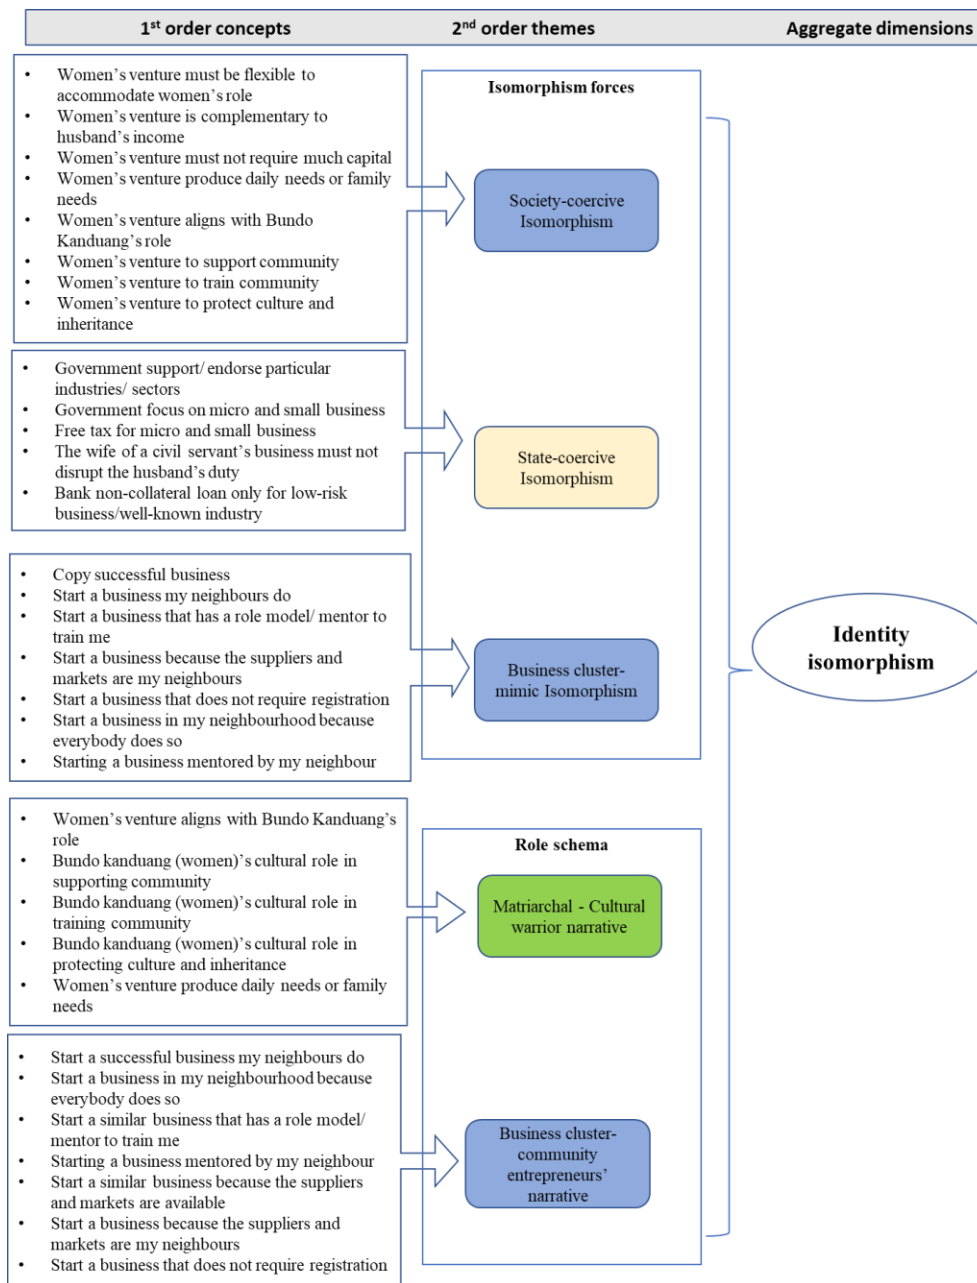 1st order concepts 2nd order themes Aggregate dimensions
• Women's venture must be flexible to
accommodate women's role
• Women's venture is complementary to
husband's income
• Women's venture must not require much capital
• Women's venture produce daily needs or family
needs
• Women's venture aligns with Bundo
Kanduang's role
• Women's venture to support community
• Women's venture to train community
• Women's venture to protect culture and
inheritance
Isomorphism forces
Society-coercive
Isomorphism
• Government support/ endorse particular
industries/ sectors
• Government focus on micro and small business
• Free tax for micro and small business
• The wife of a civil servant's business must not
disrupt the husband's duty
• Bank non-collateral loan only for low-risk
business/well-known industry
State-coercive
Isomorphism
• Copy successful business
• Start a business my neighbours do
• Start a business that has a role model/ mentor to
train me
• Start a business because the suppliers and
markets are my neighbours
• Start a business that does not require registration
• Start a business in my neighbourhood because
everybody does so
• Starting a business mentored by my neighbour
Business cluster-
mimic Isomorphism
Identity
isomorphism
• Women's venture aligns with Bundo Kanduang's
role
• Bundo kanduang (women)'s cultural role in
supporting community
• Bundo kanduang (women)'s cultural role in
training community
• Bundo kanduang (women)'s cultural role in
protecting culture and inheritance
• Women's venture produce daily needs or family
needs
Role schema
Matriarchal - Cultural
warrior narrative
• Start a successful business my neighbours do
• Start a business in my neighbourhood because
everybody does so
• Start a similar business that has a role model/
mentor to train me
• Starting a business mentored by my neighbour
• Start a similar business because the suppliers
and markets are available
• Start a business because the suppliers and
markets are my neighbours
• Start a business that does not require registration
Business cluster-
community
entrepreneurs'
narrative